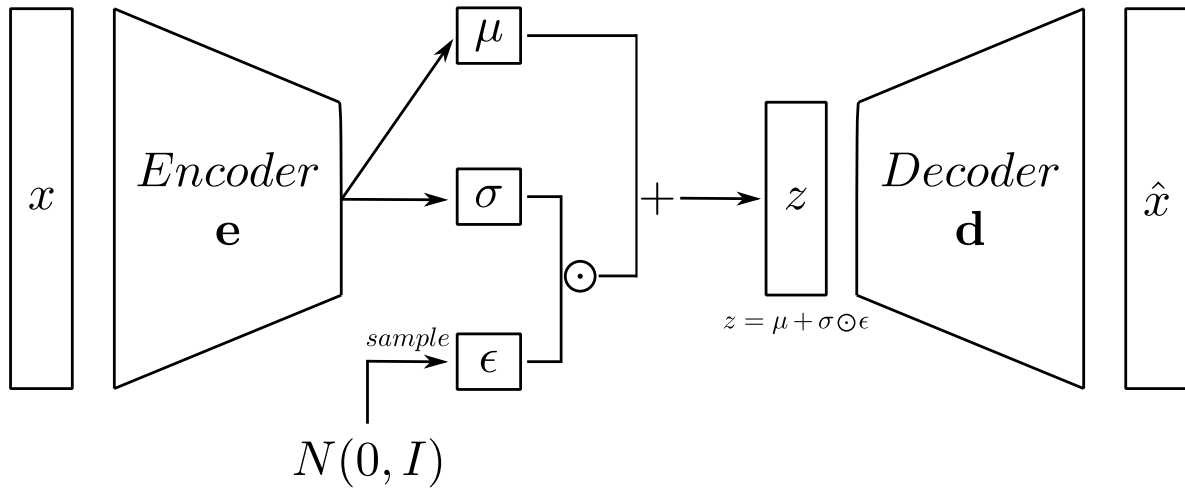 x
Encoder
e
μ
σ
sample
ϵ
N(0, I)
⊙
+
z
z = μ + σ⊙ϵ
Decoder
d
x̂